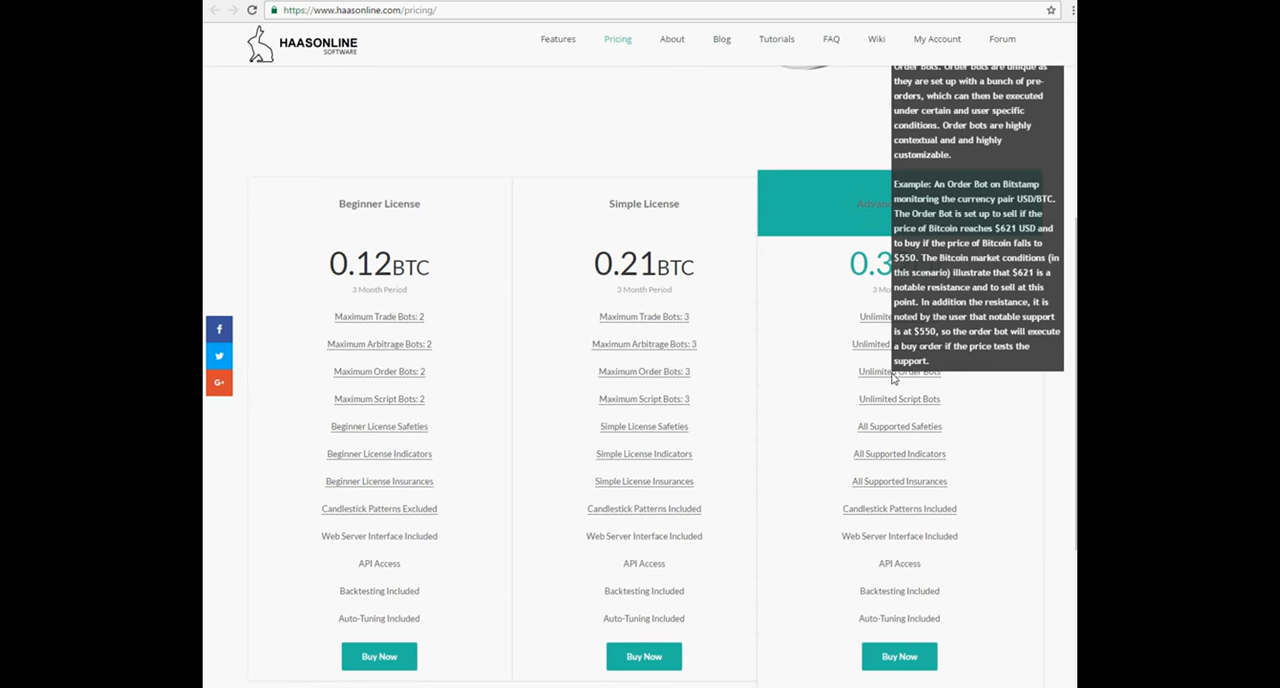 https://www.haasonline.com/pricing/
HAASONLINE
SOFTWARE
Features
Pricing
About
Blog
Tutorials
FAQ
Wiki
My Account
Forum
Order Bots. Order Bots are unique as
they are set up with a bunch of pre-
orders, which can then be executed
under certain and user specific
conditions. Order bots are highly
contextual and and highly
customizable.
Example: An Order Bot on Bitstamp
monitoring the currency pair USD/BTC.
The Order Bot is set up to sell if the
price of Bitcoin reaches $621 USD and
to buy if the price of Bitcoin falls to
$550. The Bitcoin market conditions (in
this scenario) illustrate that $621 is a
notable resistance and to sell at this
point. In addition the resistance, it is
noted by the user that notable support
is at $550, so the order bot will execute
a buy order if the price tests the
support.
Beginner License
0.12BTC
3 Month Period
Maximum Trade Bots: 2
Maximum Arbitrage Bots: 2
Maximum Order Bots: 2
Maximum Script Bots: 2
Beginner License Safeties
Beginner License Indicators
Beginner License Insurances
Candlestick Patterns Excluded
Web Server Interface Included
API Access
Backtesting Included
Auto-Tuning Included
Buy Now
Simple License
0.21BTC
3 Month Period
Maximum Trade Bots: 3
Maximum Arbitrage Bots: 3
Maximum Order Bots: 3
Maximum Script Bots: 3
Simple License Safeties
Simple License Indicators
Simple License Insurances
Candlestick Patterns Included
Web Server Interface Included
API Access
Backtesting Included
Auto-Tuning Included
Buy Now
0.3
Unlimited
Unlimited Order Bots
Unlimited Script Bots
All Supported Safeties
All Supported Indicators
All Supported Insurances
Candlestick Patterns Included
Web Server Interface Included
API Access
Backtesting Included
Auto-Tuning Included
Buy Now